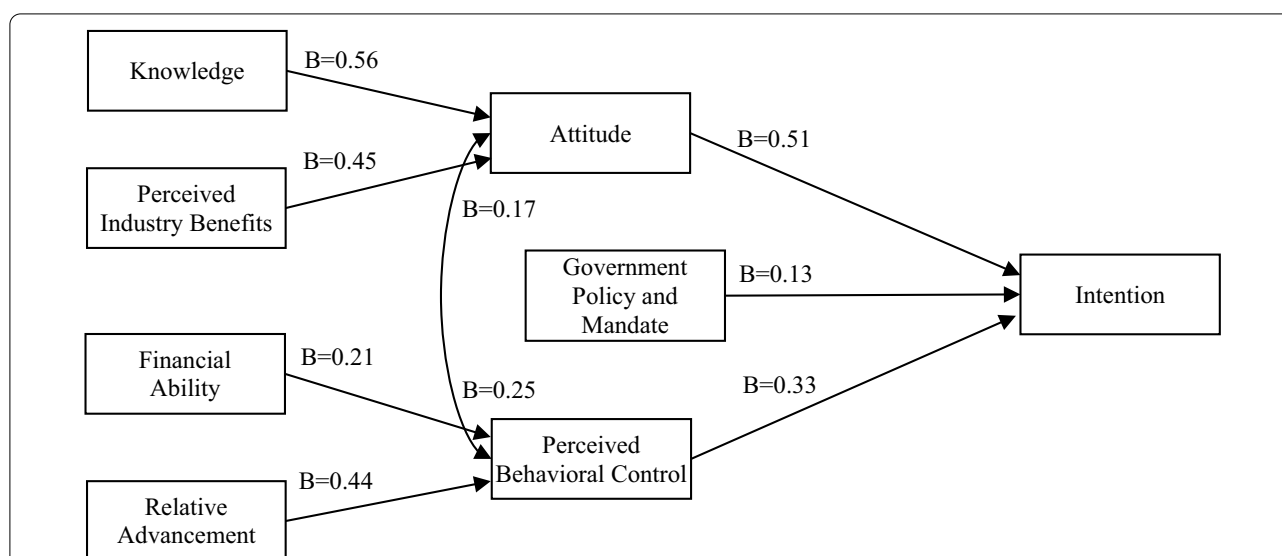 Knowledge
B=0.56
Attitude
B=0.51
Perceived
Industry Benefits
B=0.45
B=0.17
Government
Policy and
Mandate
B=0.13
Intention
Financial
Ability
B=0.21
B=0.25
B=0.33
Perceived
Behavioral Control
Relative
Advancement
B=0.44